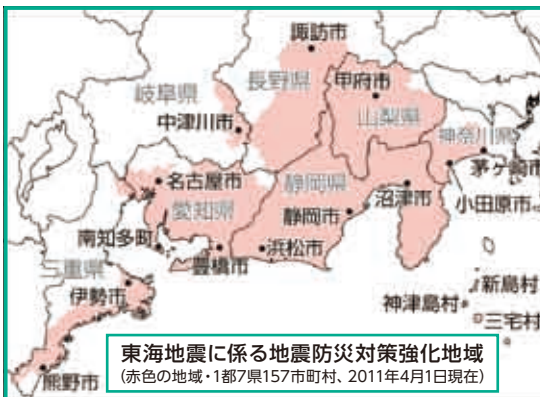 諏訪市
長野県
甲府市
岐阜県
山梨県
中津川市
神奈川県
茅ヶ崎市
名古屋市
静岡県
沼津市
小田原市
愛知県
静岡市
南知多町
浜松市
豊橋市
三重県
伊勢市
新島村
神津島村
三宅村
熊野市
東海地震に係る地震防災対策強化地域
(赤色の地域・1都7県157市町村、2011年4月1日現在)